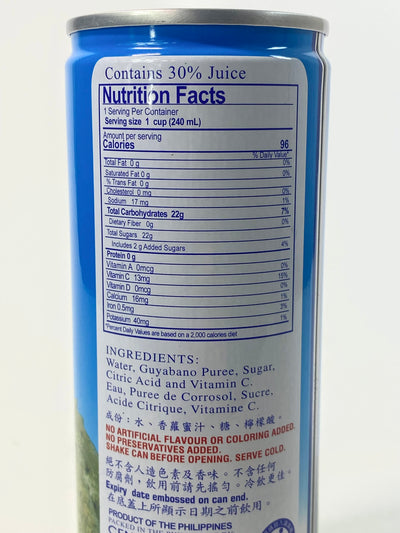 Contains 30% Juice
Nutrition Facts
1 Serving Per Container
Serving size 1 cup (240 mL)
Amount per serving
Calories 96
% Daily Value*
Total Fat 0 g 0%
Saturated Fat 0 g 0%
% Trans Fat 0 g
Cholesterol 0 mg 0%
Sodium 17 mg 1%
Total Carbohydrates 22g 7%
Dietary Fiber 0g 0%
Total Sugars 22g
Includes 2 g Added Sugars 4%
Protein 0 g
Vitamin A 0mcg 0%
Vitamin C 13mg 15%
Vitamin D 0mcg 0%
Calcium 16mg 1%
Iron 0.5mg 3%
Potassium 40mg 1%
*Percent Daily Values are based on a 2,000 calories diet
INGREDIENTS:
Water, Guyabano Puree, Sugar,
Citric Acid and Vitamin C.
Eau, Puree de Corrosol, Sucre,
Acide Citrique, Vitamine C.
成份：水、香蘿蜜汁、糖、檸檬酸。
NO ARTIFICIAL FLAVOUR OR COLORING ADDED.
NO PRESERVATIVES ADDED.
SHAKE CAN BEFORE OPENING. SERVE COLD.
絕不含人造色素及香味。不含任何
防腐劑，飲用前請先搖勻。冷飲更佳。
Expiry date embossed on can end.
在底蓋上所顯示日期之前飲用。
PRODUCT OF THE PHILIPPINES
PACKED IN THE